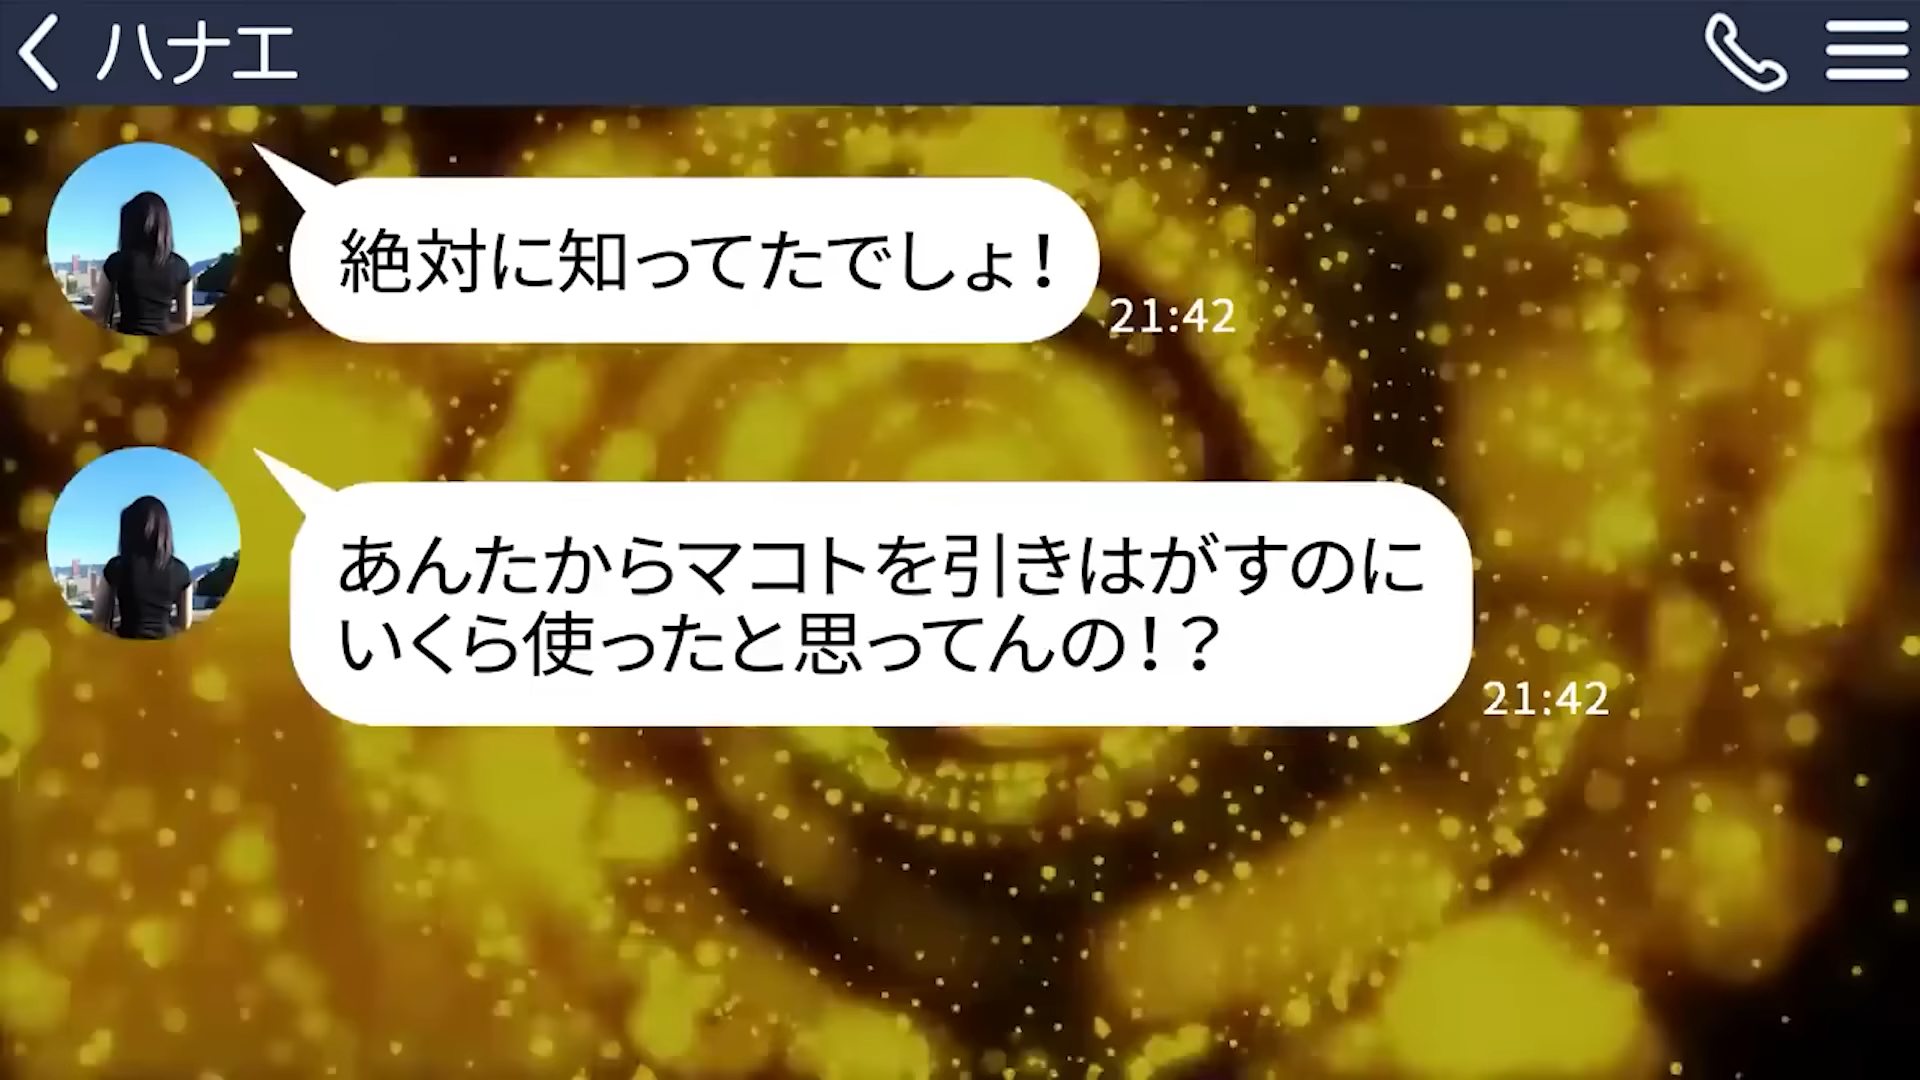 ハナエ
絶対に知ってたでしょ！
21:42
あんたからマコトを引きはがすのに
いくら使ったと思ってんの！？
21:42